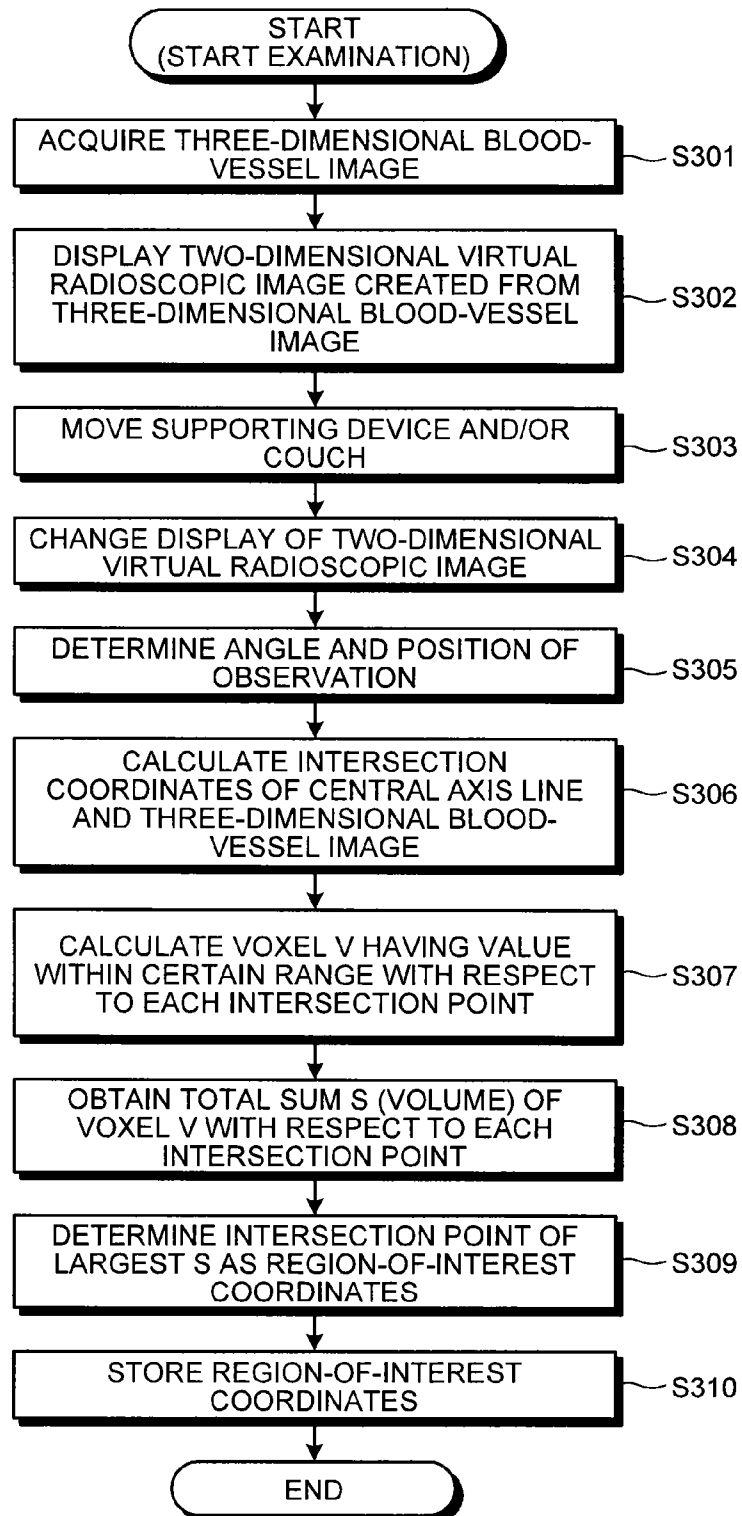 START
(START EXAMINATION)
ACQUIRE THREE-DIMENSIONAL BLOOD-
VESSEL IMAGE
S301
DISPLAY TWO-DIMENSIONAL VIRTUAL
RADIOSCOPIC IMAGE CREATED FROM
THREE-DIMENSIONAL BLOOD-VESSEL
IMAGE
S302
MOVE SUPPORTING DEVICE AND/OR
COUCH
S303
CHANGE DISPLAY OF TWO-DIMENSIONAL
VIRTUAL RADIOSCOPIC IMAGE
S304
DETERMINE ANGLE AND POSITION OF
OBSERVATION
S305
CALCULATE INTERSECTION
COORDINATES OF CENTRAL AXIS LINE
AND THREE-DIMENSIONAL BLOOD-
VESSEL IMAGE
S306
CALCULATE VOXEL V HAVING VALUE
WITHIN CERTAIN RANGE WITH RESPECT
TO EACH INTERSECTION POINT
S307
OBTAIN TOTAL SUM S (VOLUME) OF
VOXEL V WITH RESPECT TO EACH
INTERSECTION POINT
S308
DETERMINE INTERSECTION POINT OF
LARGEST S AS REGION-OF-INTEREST
COORDINATES
S309
STORE REGION-OF-INTEREST
COORDINATES
S310
END